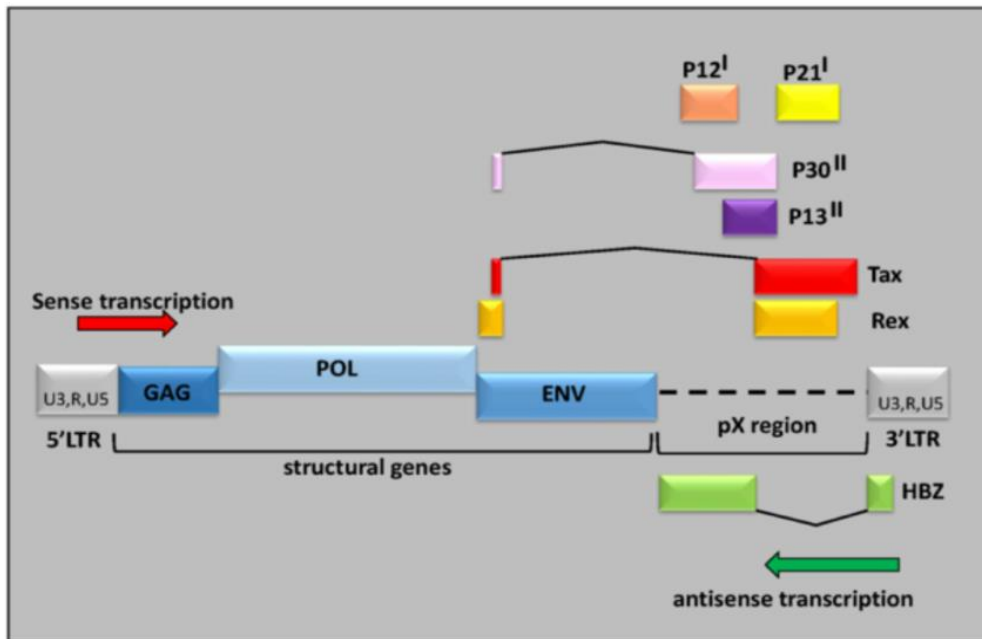 P12I
P21I
P30II
P13II
Tax
Sense transcription
Rex
POL
U3,R,U5
GAG
ENV
U3,R,U5
5'LTR
pX region
3'LTR
structural genes
HBZ
antisense transcription